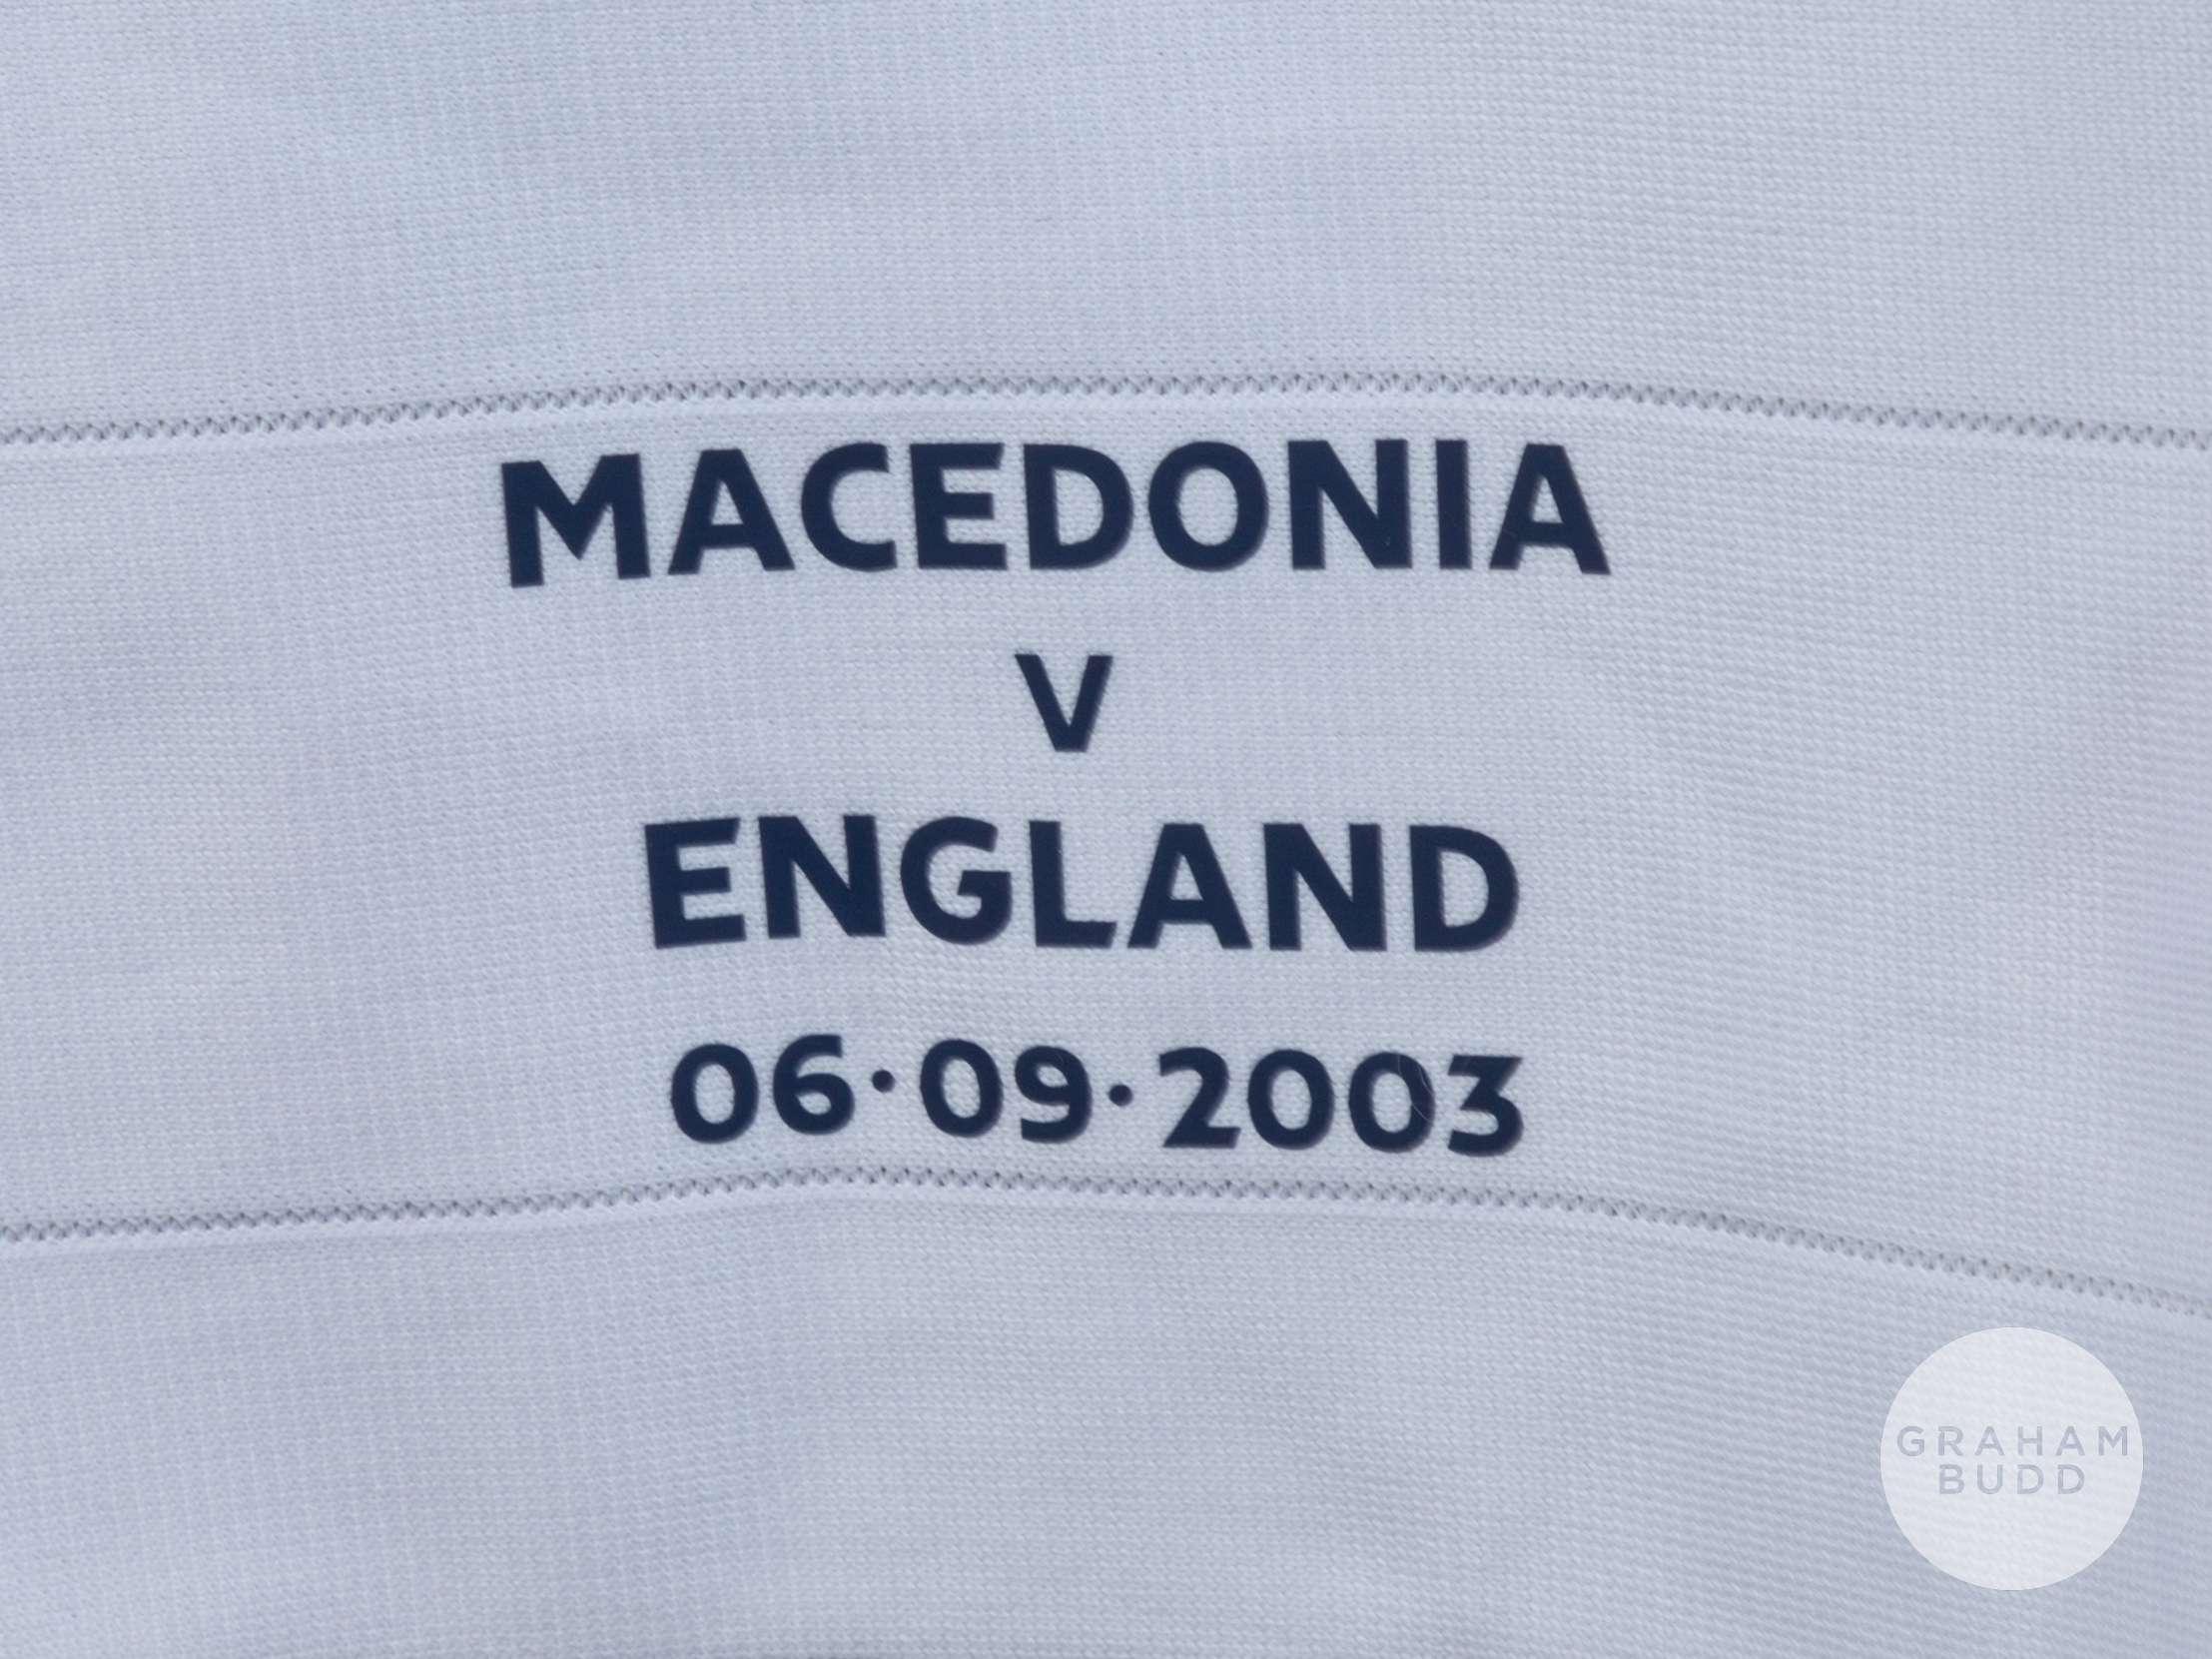 MACEDONIA
V
ENGLAND
06·09·2003
GRAHAM
BUDD